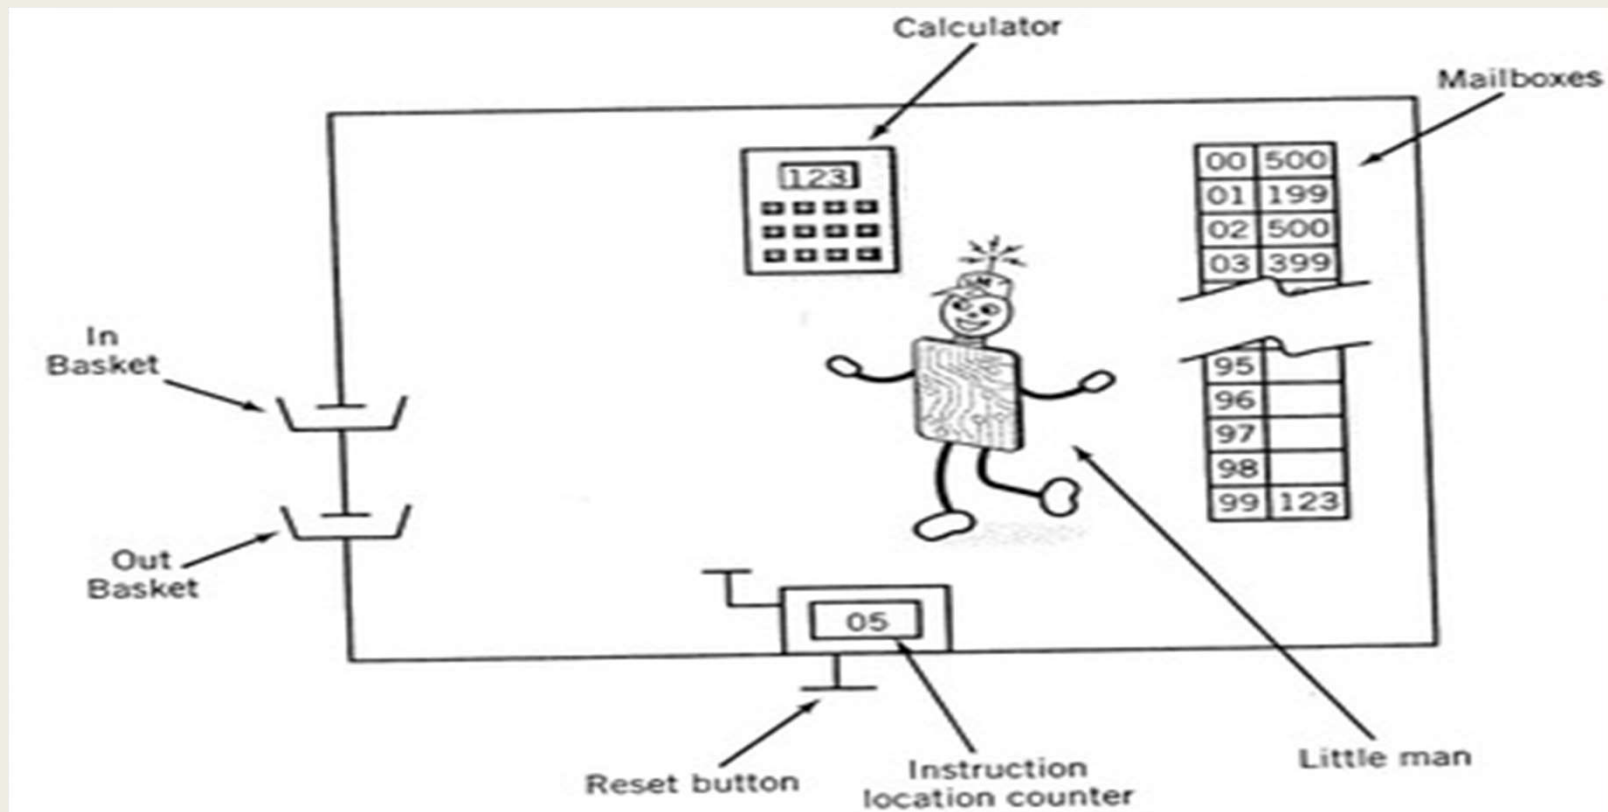 Calculator
Mailboxes
123
00 500
01 199
02 500
03 399
In
Basket
95
96
97
98
99 123
Out
Basket
05
Reset button
Instruction
location counter
Little man